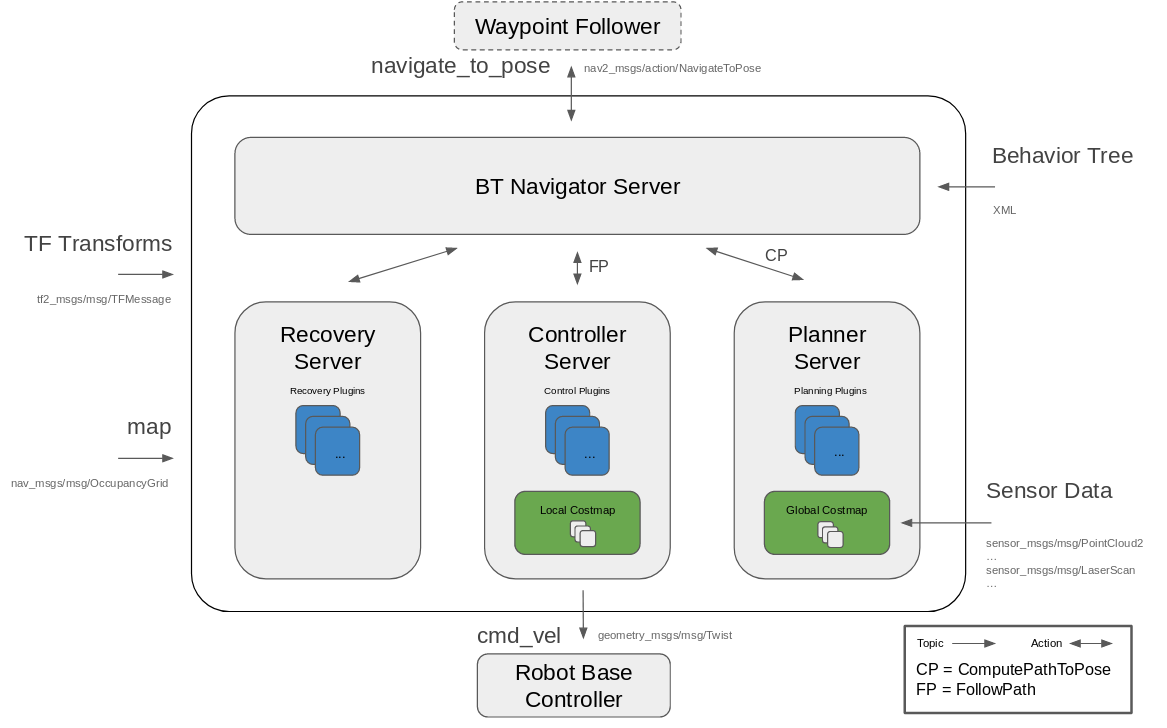 Waypoint Follower
navigate_to_pose
nav2_msgs/action/NavigateToPose
BT Navigator Server
Behavior Tree
XML
TF Transforms
tf2_msgs/msg/TFMessage
FP
CP
Recovery
Server
Recovery Plugins
...
Controller
Server
Control Plugins
...
Local Costmap
Planner
Server
Planning Plugins
...
Global Costmap
map
nav_msgs/msg/OccupancyGrid
Sensor Data
sensor_msgs/msg/PointCloud2
...
sensor_msgs/msg/LaserScan
...
cmd_vel
geometry_msgs/msg/Twist
Robot Base
Controller
Topic
Action
CP = ComputePathToPose
FP = FollowPath